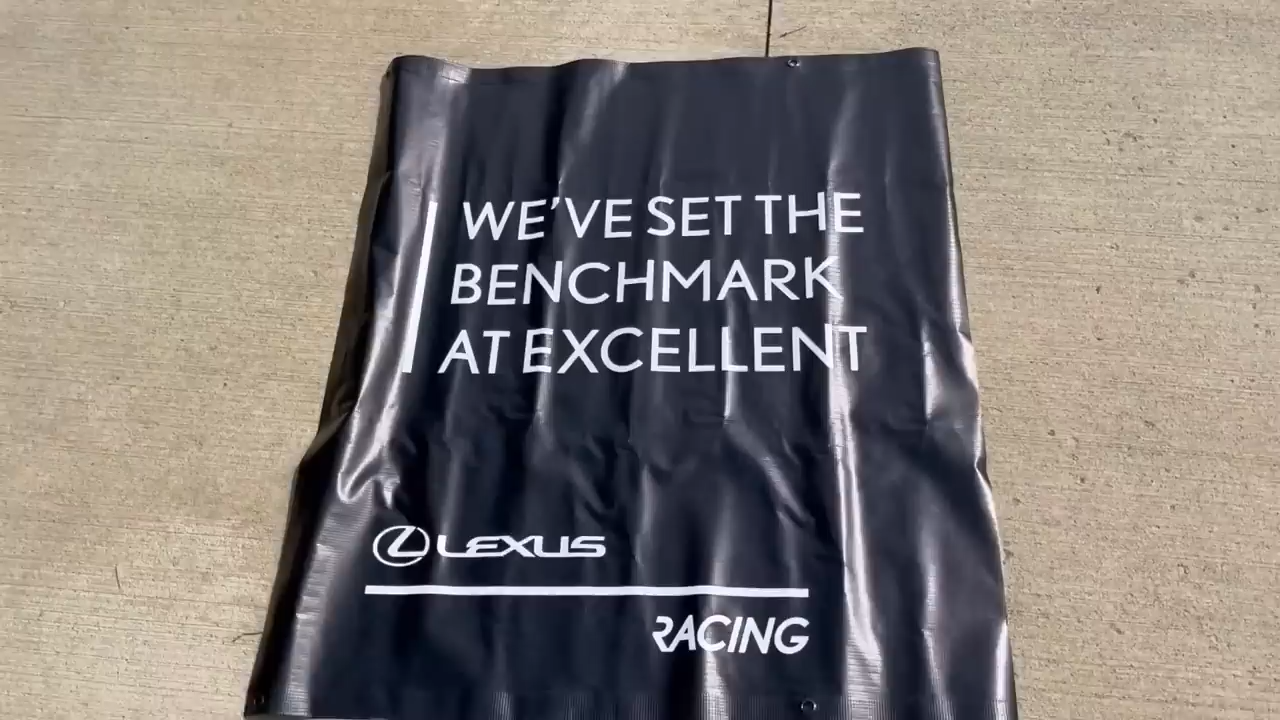 WE'VE SET THE
BENCHMARK
AT EXCELLENT
LEXUS
RACING